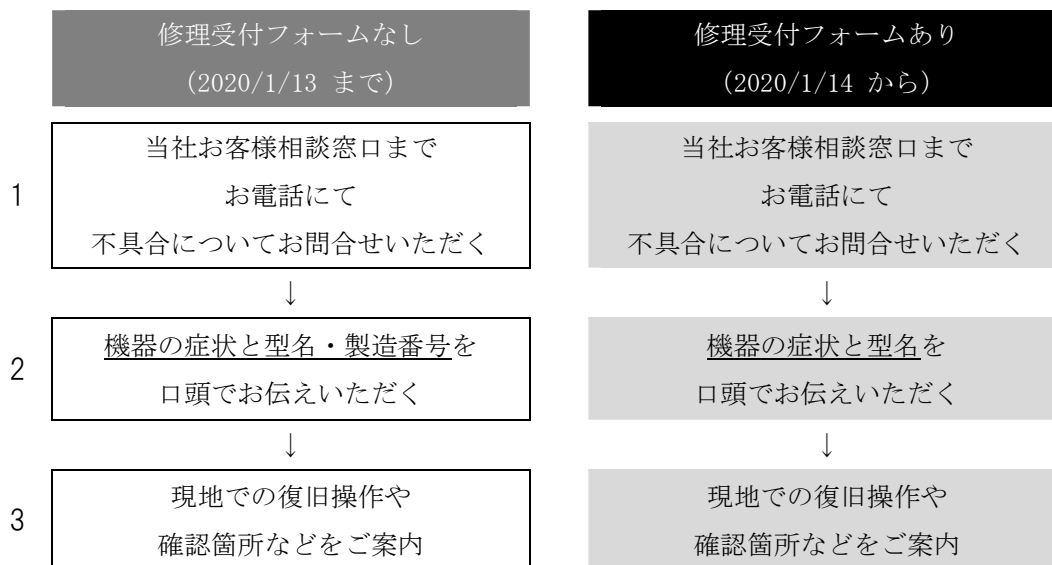 修理受付フォームなし
(2020/1/13 まで)
修理受付フォームあり
(2020/1/14 から)
1
当社お客様相談窓口まで
お電話にて
不具合についてお問合せいただく
当社お客様相談窓口まで
お電話にて
不具合についてお問合せいただく
↓
↓
2
機器の症状と型名・製造番号を
口頭でお伝えいただく
機器の症状と型名を
口頭でお伝えいただく
↓
↓
3
現地での復旧操作や
確認箇所などをご案内
現地での復旧操作や
確認箇所などをご案内